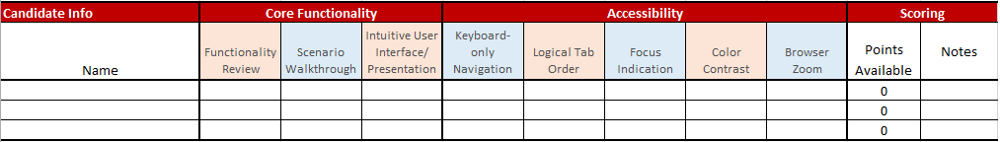 Candidate Info Core Functionality Accessibility Scoring
Name
Functionality
Review
Scenario
Walkthrough
Intuitive User
Interface/
Presentation
Keyboard-
only
Navigation
Logical Tab
Order
Focus
Indication
Color
Contrast
Browser
Zoom
Points
Available
Notes
0
0
0